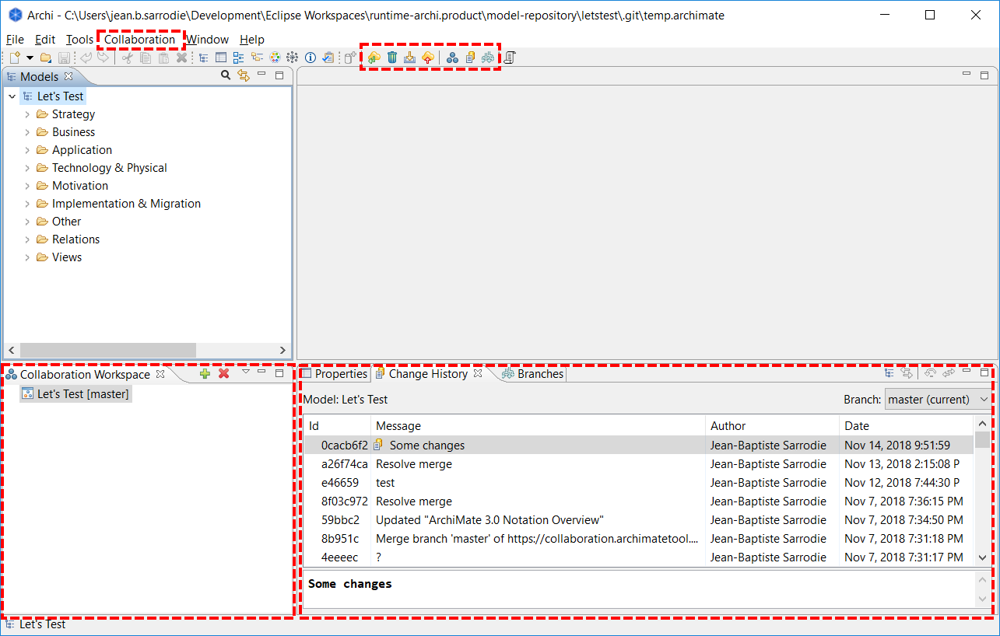 Archi - C:\Users\jean.b.sarrodie\Development\Eclipse Workspaces\runtime-archi.product\model-repository\letstest\.git\temp.archimate
File Edit Tools Collaboration Window Help
Models
Let's Test
Strategy
Business
Application
Technology & Physical
Motivation
Implementation & Migration
Other
Relations
Views
Collaboration Workspace
Let's Test [master]
Properties Change History Branches
Model: Let's Test Branch: master (current)
Id Message Author Date
0cacb6f2 Some changes Jean-Baptiste Sarrodie Nov 14, 2018 9:51:59
a26f74ca Resolve merge Jean-Baptiste Sarrodie Nov 13, 2018 2:15:08 P
e46659 test Jean-Baptiste Sarrodie Nov 12, 2018 7:44:30 P
8f03c972 Resolve merge Jean-Baptiste Sarrodie Nov 7, 2018 7:36:15 PM
59bbc2 Updated "ArchiMate 3.0 Notation Overview" Jean-Baptiste Sarrodie Nov 7, 2018 7:34:50 PM
8b951c Merge branch 'master' of https://collaboration.archimatetool.... Jean-Baptiste Sarrodie Nov 7, 2018 7:31:18 PM
4eeeec ? Jean-Baptiste Sarrodie Nov 7, 2018 7:31:17 PM
Some changes
Let's Test